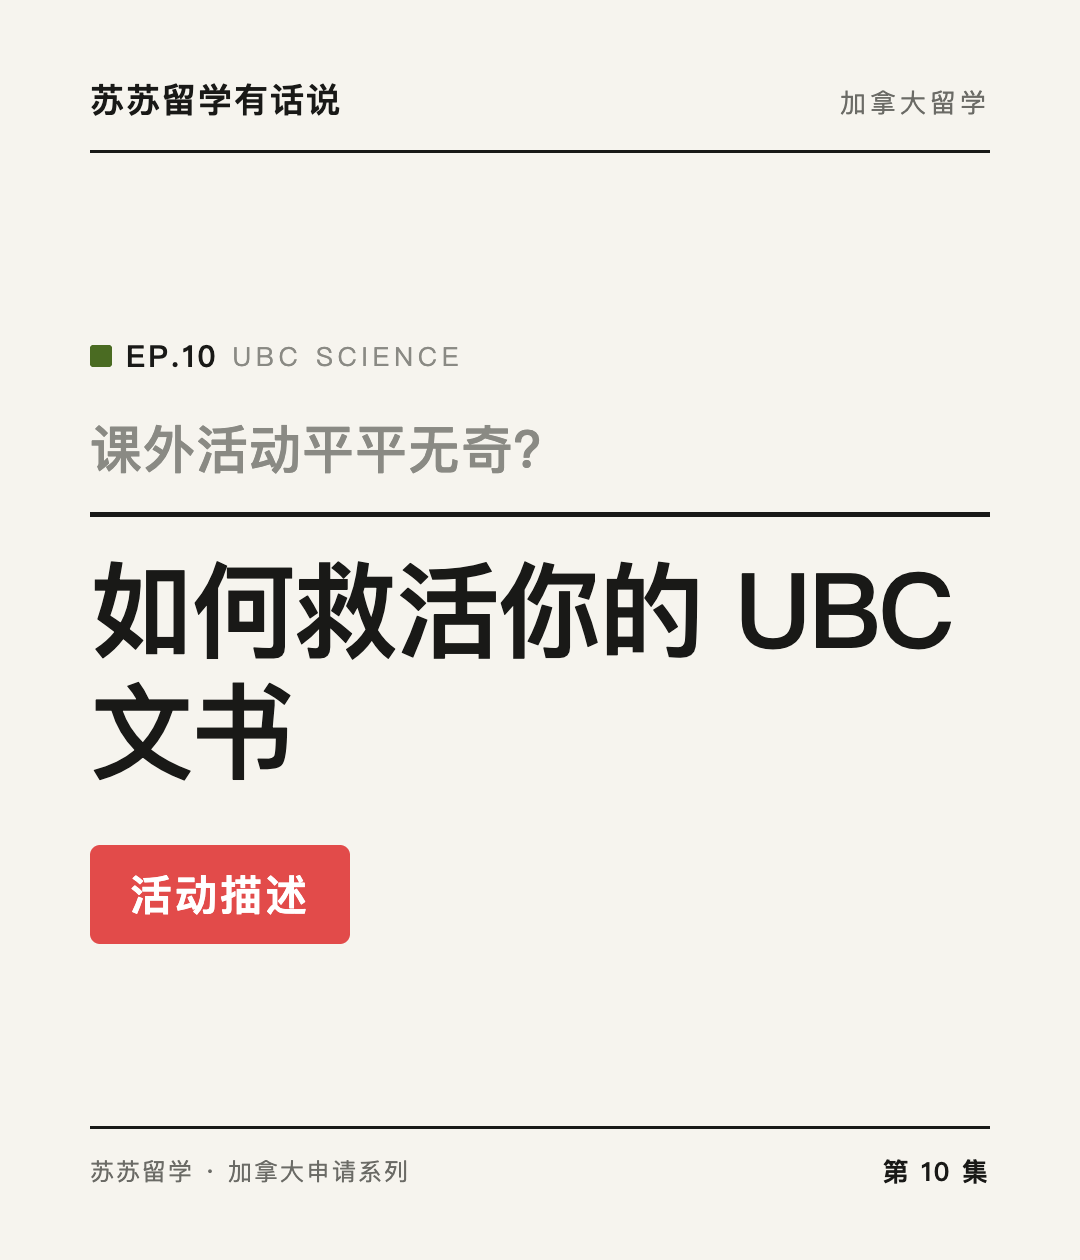 苏苏留学有话说
加拿大留学
EP.10 UBC SCIENCE
课外活动平平无奇?
如何救活你的 UBC
文书
活动描述
苏苏留学 · 加拿大申请系列
第 10 集